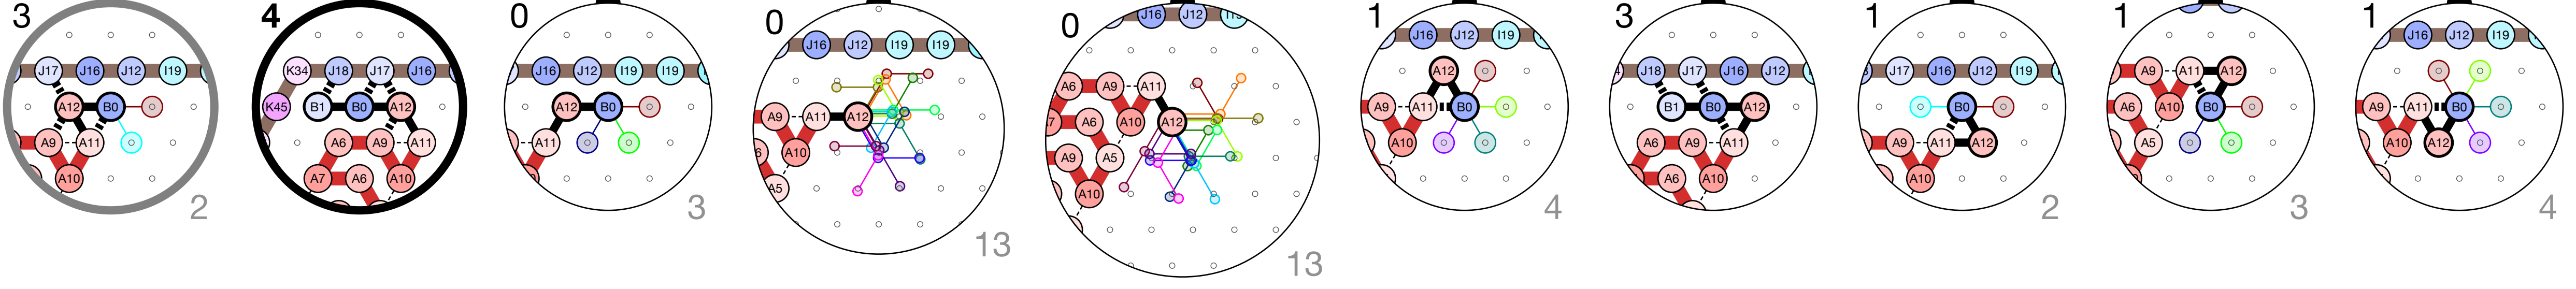 3 J17 J16 J12 I19 A12 B0 A9 A11 A10 2
4 K34 J18 J17 J16 K45 B1 B0 A12 A6 A9 A11 A7 A6 A10
0 J16 J12 I19 I19 A12 B0 A11 3
0 J16 J12 I19 I19 A9 A11 A12 A10 A5 13
0 J16 J12 A6 A9 A11 A6 A10 A12 A9 A5 A10 13
1 J16 J12 I19 A12 A9 A11 B0 A10 4
3 J18 J17 J16 J12 B1 B0 A12 A6 A9 A11 A6 A10
1 J17 J16 J12 I19 B0 A9 A11 A12 A10 2
1 A9 A11 A12 A6 A10 B0 A5 3
1 J16 J12 I19 A9 A11 B0 A10 A12 4